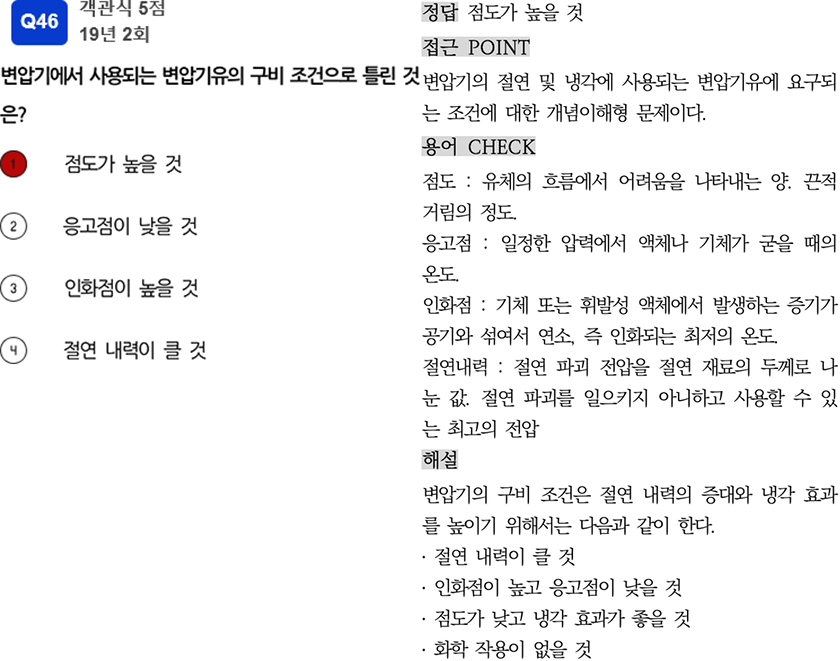 Q46
객관식 5점
19년 2회
변압기에서 사용되는 변압기유의 구비 조건으로 틀린 것
은?
1 점도가 높을 것
2 응고점이 낮을 것
3 인화점이 높을 것
4 절연 내력이 클 것
정답 점도가 높을 것
접근 POINT
변압기의 절연 및 냉각에 사용되는 변압기유에 요구되
는 조건에 대한 개념이해형 문제이다.
용어 CHECK
점도 : 유체의 흐름에서 어려움을 나타내는 양. 끈적
거림의 정도.
응고점 : 일정한 압력에서 액체나 기체가 굳을 때의
온도.
인화점 : 기체 또는 휘발성 액체에서 발생하는 증기가
공기와 섞여서 연소, 즉 인화되는 최저의 온도.
절연내력 : 절연 파괴 전압을 절연 재료의 두께로 나
눈 값. 절연 파괴를 일으키지 아니하고 사용할 수 있
는 최고의 전압
해설
변압기의 구비 조건은 절연 내력의 증대와 냉각 효과
를 높이기 위해서는 다음과 같이 한다.
· 절연 내력이 클 것
· 인화점이 높고 응고점이 낮을 것
· 점도가 낮고 냉각 효과가 좋을 것
· 화학 작용이 없을 것